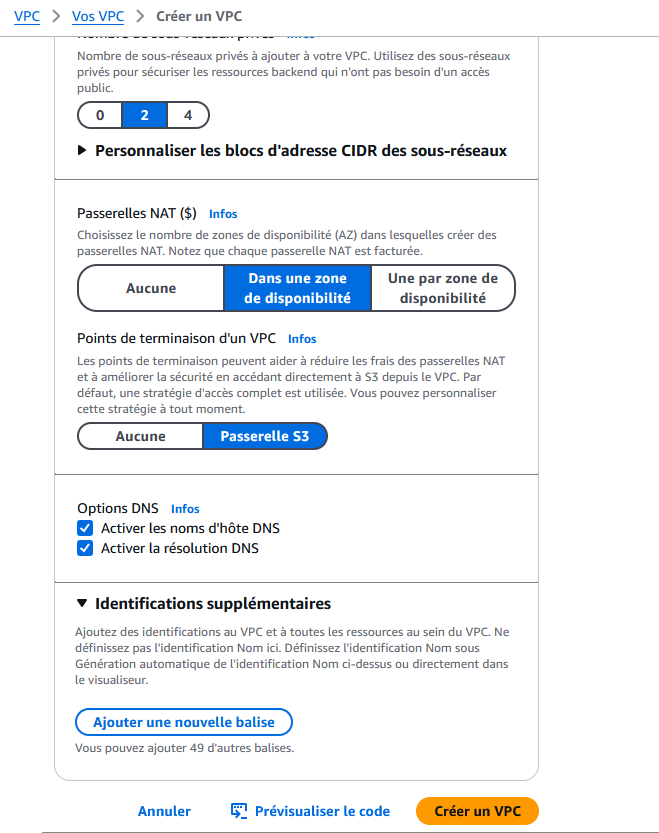 VPC > Vos VPC > Créer un VPC
Nombre de sous-réseaux privés Infos
Nombre de sous-réseaux privés à ajouter à votre VPC. Utilisez des sous-réseaux
privés pour sécuriser les ressources backend qui n'ont pas besoin d'un accès
public.
0 2 4
Personnaliser les blocs d'adresse CIDR des sous-réseaux
Passerelles NAT ($) Infos
Choisissez le nombre de zones de disponibilité (AZ) dans lesquelles créer des
passerelles NAT. Notez que chaque passerelle NAT est facturée.
Aucune
Dans une zone
de disponibilité
Une par zone de
disponibilité
Points de terminaison d'un VPC Infos
Les points de terminaison peuvent aider à réduire les frais des passerelles NAT
et à améliorer la sécurité en accédant directement à S3 depuis le VPC. Par
défaut, une stratégie d'accès complet est utilisée. Vous pouvez personnaliser
cette stratégie à tout moment.
Aucune Passerelle S3
Options DNS Infos
Activer les noms d'hôte DNS
Activer la résolution DNS
Identifications supplémentaires
Ajoutez des identifications au VPC et à toutes les ressources au sein du VPC. Ne
définissez pas l'identification Nom ici. Définissez l'identification Nom sous
Génération automatique de l'identification Nom ci-dessus ou directement dans
le visualiseur.
Ajouter une nouvelle balise
Vous pouvez ajouter 49 d'autres balises.
Annuler Prévisualiser le code Créer un VPC